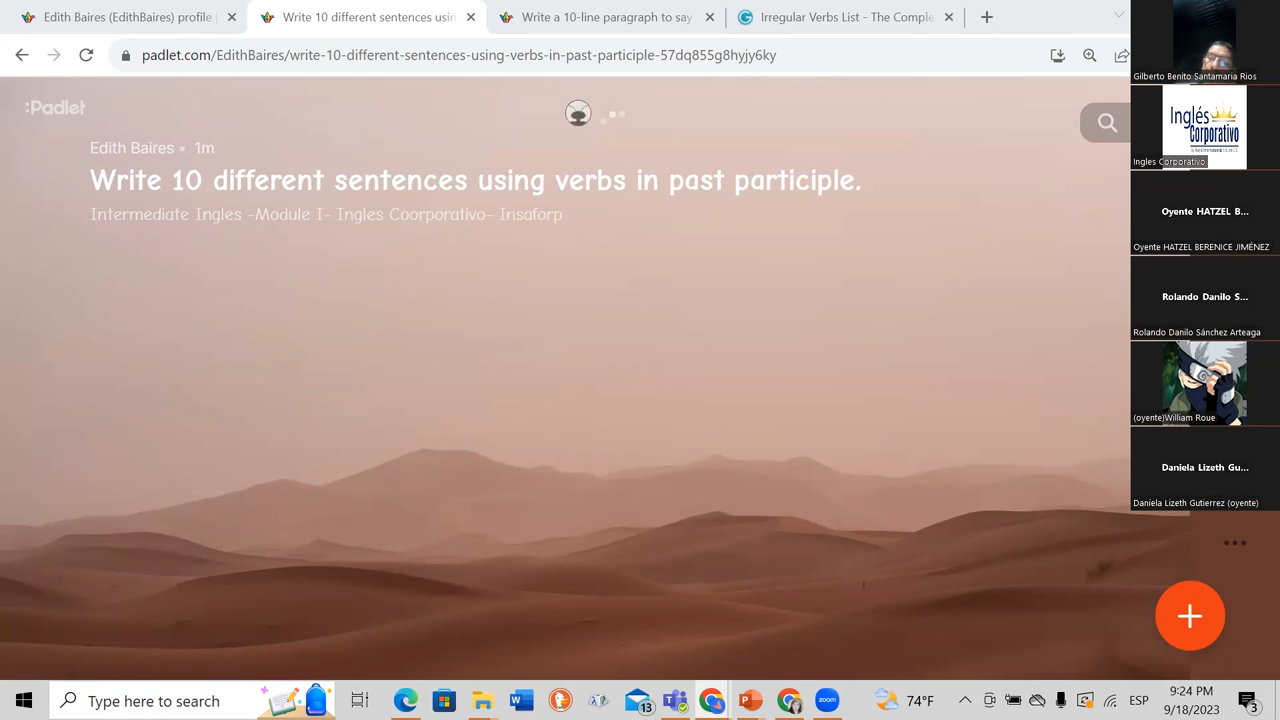 Edith Baires (EdithBaires) profile |
Write 10 different sentences usin
Write a 10-line paragraph to say
Irregular Verbs List - The Comple
padlet.com/EdithBaires/write-10-different-sentences-using-verbs-in-past-participle-57dq855g8hyjy6ky
:Padlet
Edith Baires • 1m
Write 10 different sentences using verbs in past participle.
Intermediate Ingles -Module I- Ingles Coorporativo- Insaforp
Gilberto Benito Santamaria Rios
Inglés
Corporativo
Ingles Corporativo
Oyente HATZEL B...
Oyente HATZEL BERENICE JIMÉNEZ
Rolando Danilo S...
Rolando Danilo Sánchez Arteaga
(oyente)William Roue
Daniela Lizeth Gu...
Daniela Lizeth Gutierrez (oyente)
Type here to search
13
74°F
ESP
9:24 PM
9/18/2023
3